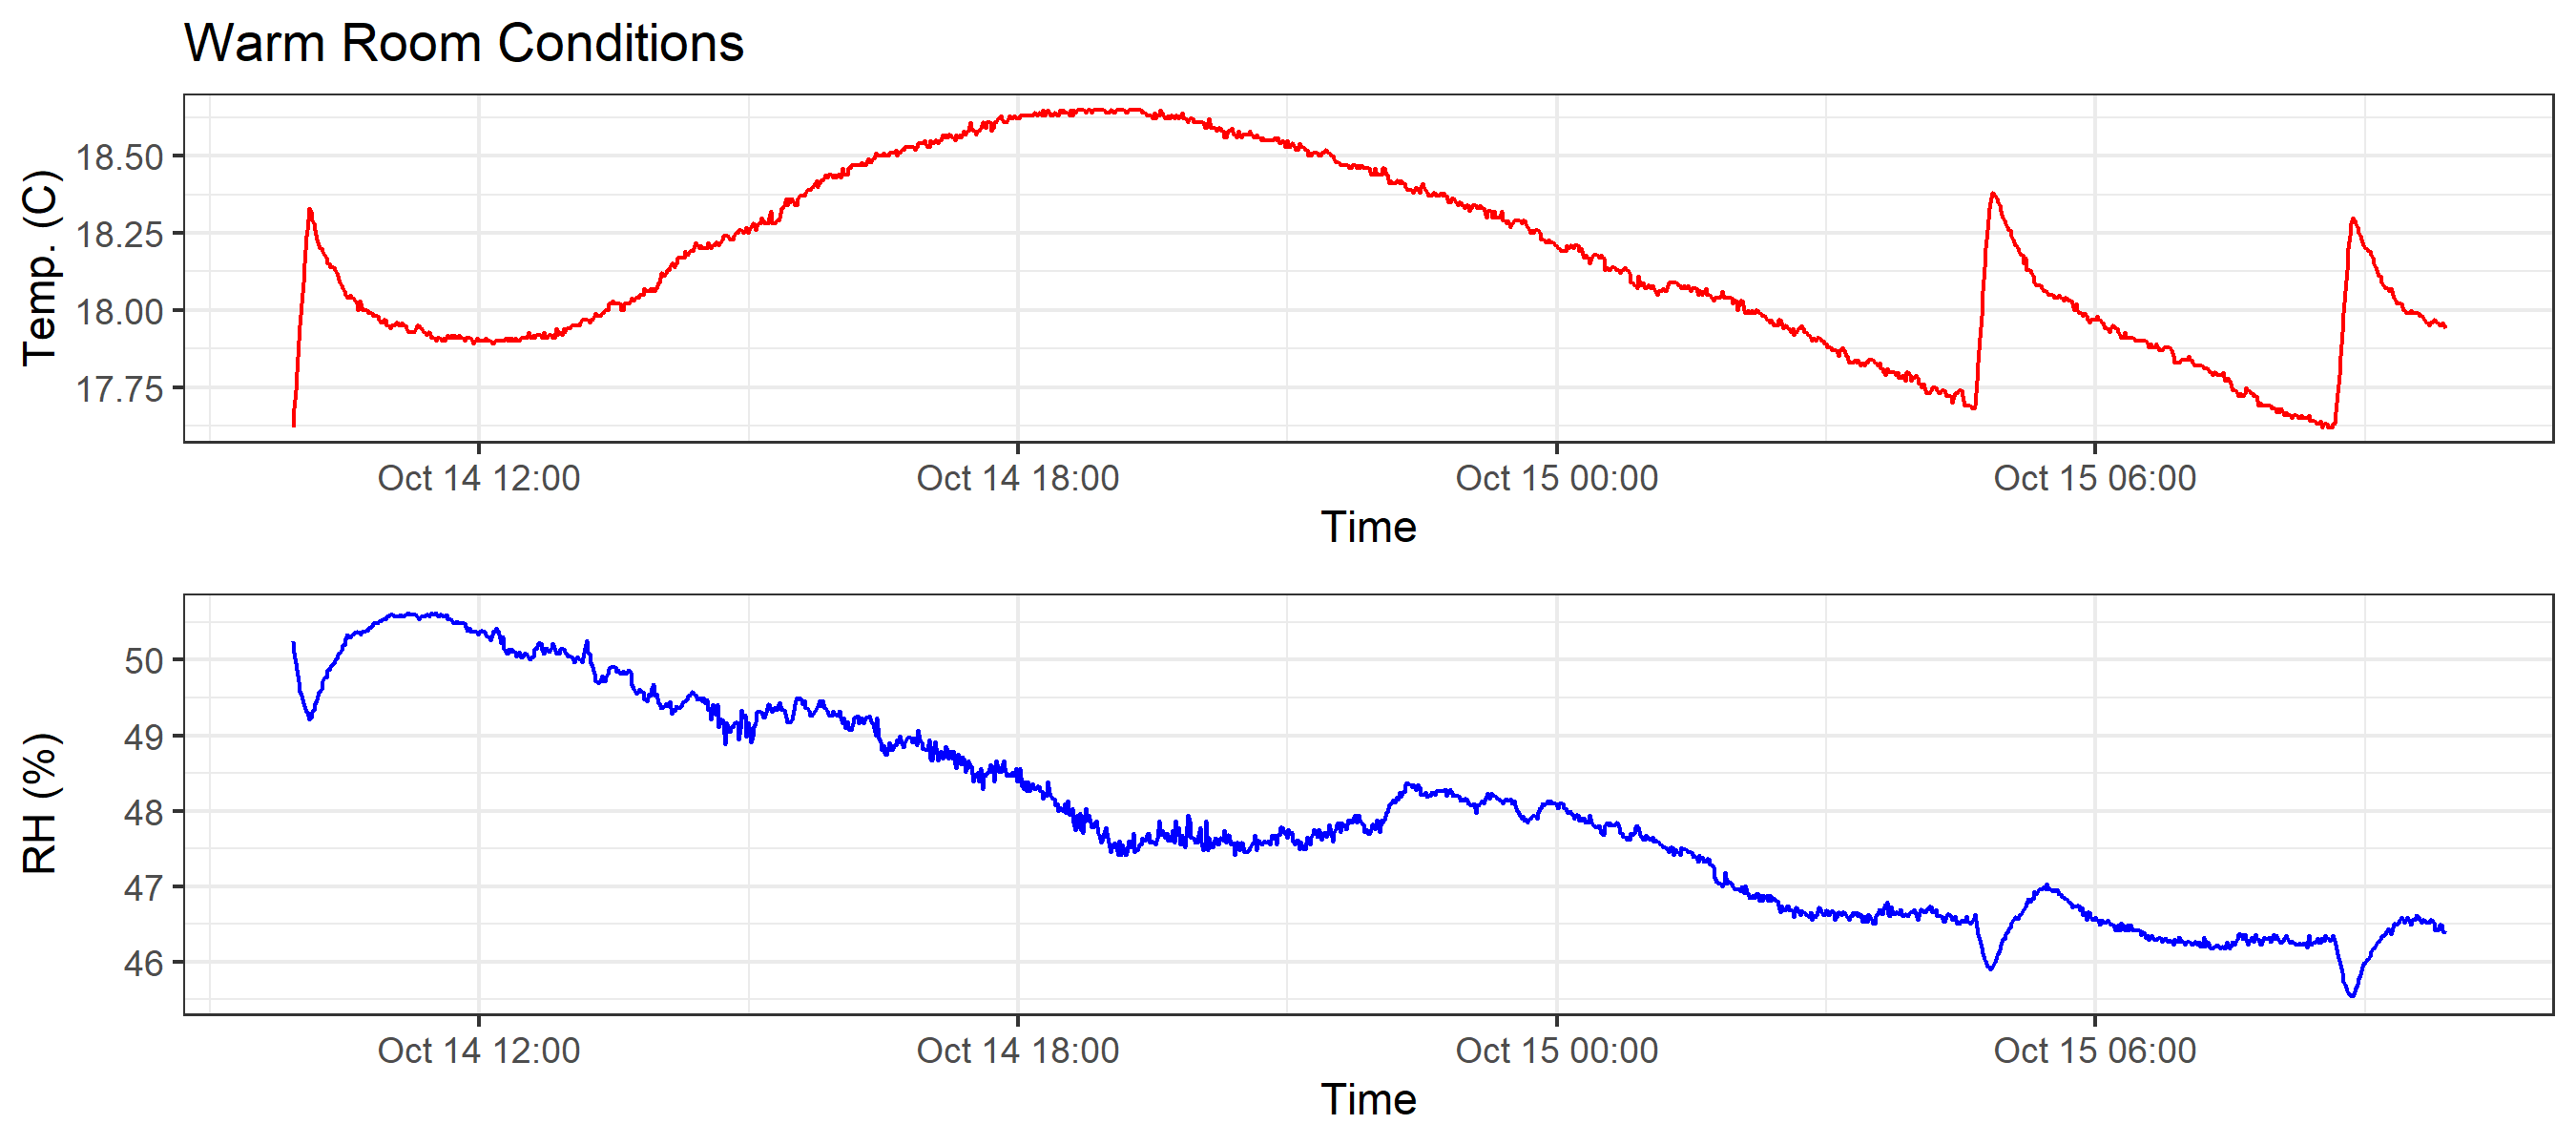 Warm Room Conditions
Temp. (C)
18.50
18.25
18.00
17.75
Oct 14 12:00 Oct 14 18:00 Oct 15 00:00 Oct 15 06:00
Time
RH (%)
50
49
48
47
46
Oct 14 12:00 Oct 14 18:00 Oct 15 00:00 Oct 15 06:00
Time